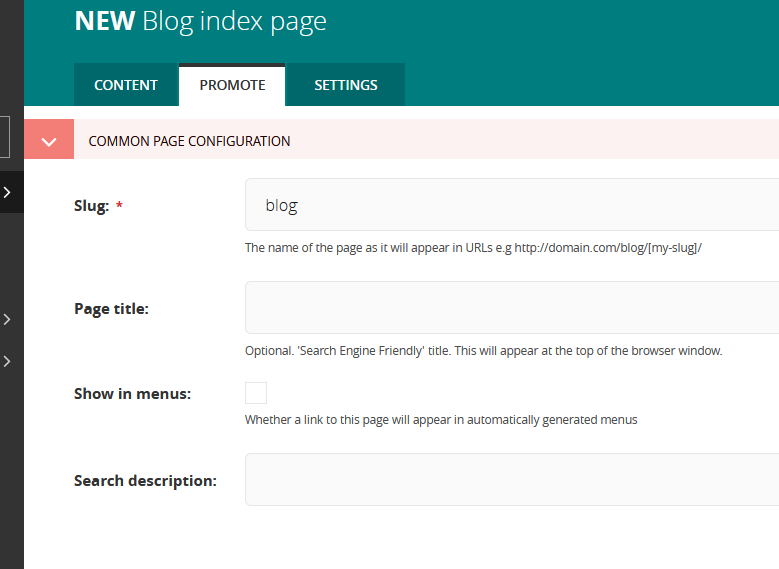 NEW Blog index page
CONTENT PROMOTE SETTINGS
COMMON PAGE CONFIGURATION
Slug: * blog
The name of the page as it will appear in URLs e.g http://domain.com/blog/[my-slug]/
Page title:
Optional. 'Search Engine Friendly' title. This will appear at the top of the browser window.
Show in menus:
Whether a link to this page will appear in automatically generated menus
Search description: